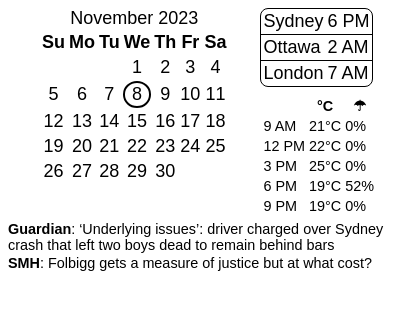 November 2023
Su Mo Tu We Th Fr Sa
1 2 3 4
5 6 7 8 9 10 11
12 13 14 15 16 17 18
19 20 21 22 23 24 25
26 27 28 29 30
Sydney 6 PM
Ottawa 2 AM
London 7 AM
°C ☂
9 AM 21°C 0%
12 PM 22°C 0%
3 PM 25°C 0%
6 PM 19°C 52%
9 PM 19°C 0%
Guardian: ‘Underlying issues’: driver charged over Sydney
crash that left two boys dead to remain behind bars
SMH: Folbigg gets a measure of justice but at what cost?